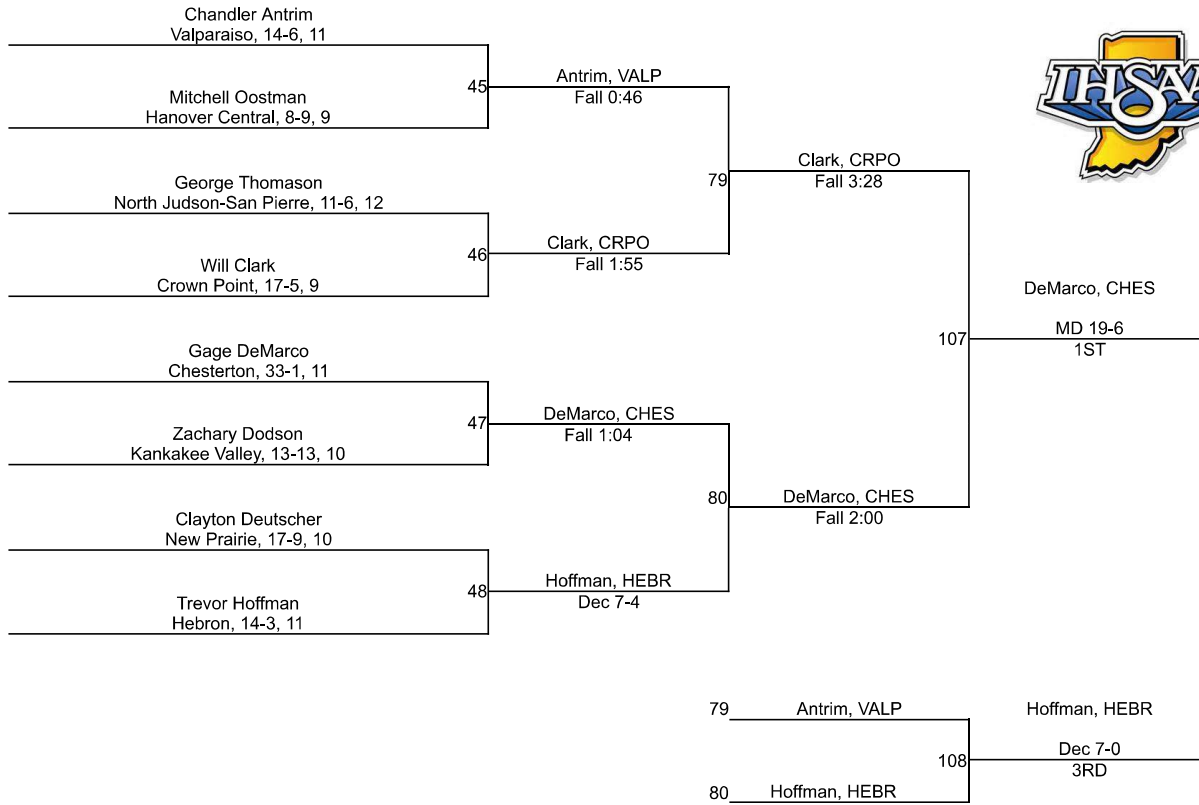 Chandler Antrim
Valparaiso, 14-6, 11
45
Antrim, VALP
Fall 0:46
Mitchell Oostman
Hanover Central, 8-9, 9
IHSAA
79
Clark, CRPO
Fall 3:28
George Thomason
North Judson-San Pierre, 11-6, 12
46
Clark, CRPO
Fall 1:55
Will Clark
Crown Point, 17-5, 9
107
DeMarco, CHES
MD 19-6
1ST
Gage DeMarco
Chesterton, 33-1, 11
47
DeMarco, CHES
Fall 1:04
Zachary Dodson
Kankakee Valley, 13-13, 10
80
DeMarco, CHES
Fall 2:00
Clayton Deutscher
New Prairie, 17-9, 10
48
Hoffman, HEBR
Dec 7-4
Trevor Hoffman
Hebron, 14-3, 11
79
Antrim, VALP
108
Hoffman, HEBR
Dec 7-0
3RD
80
Hoffman, HEBR